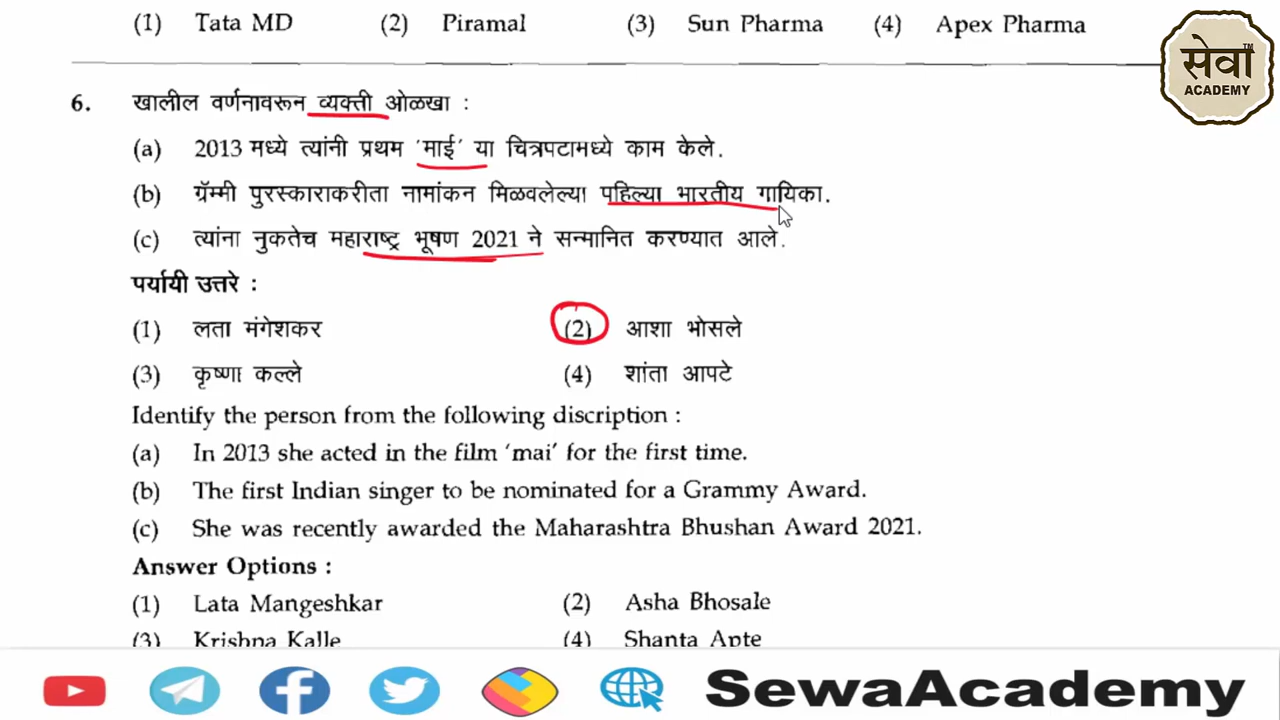 (1) Tata MD (2) Piramal (3) Sun Pharma (4) Apex Pharma
सेवा TM
ACADEMY
6. खालील वर्णनावरून व्यक्ती ओळखा :
(a) 2013 मध्ये त्यांनी प्रथम 'माई' या चित्रपटामध्ये काम केले.
(b) ग्रॅम्मी पुरस्काराकरीता नामांकन मिळवलेल्या पहिल्या भारतीय गायिका.
(c) त्यांना नुकतेच महाराष्ट्र भूषण 2021 ने सन्मानित करण्यात आले.
पर्यायी उत्तरे :
(1) लता मंगेशकर (2) आशा भोसले
(3) कृष्णा कल्ले (4) शांता आपटे
Identify the person from the following discription :
(a) In 2013 she acted in the film 'mai' for the first time.
(b) The first Indian singer to be nominated for a Grammy Award.
(c) She was recently awarded the Maharashtra Bhushan Award 2021.
Answer Options :
(1) Lata Mangeshkar (2) Asha Bhosale
(3) Krishna Kalle (4) Shanta Apte
SewaAcademy